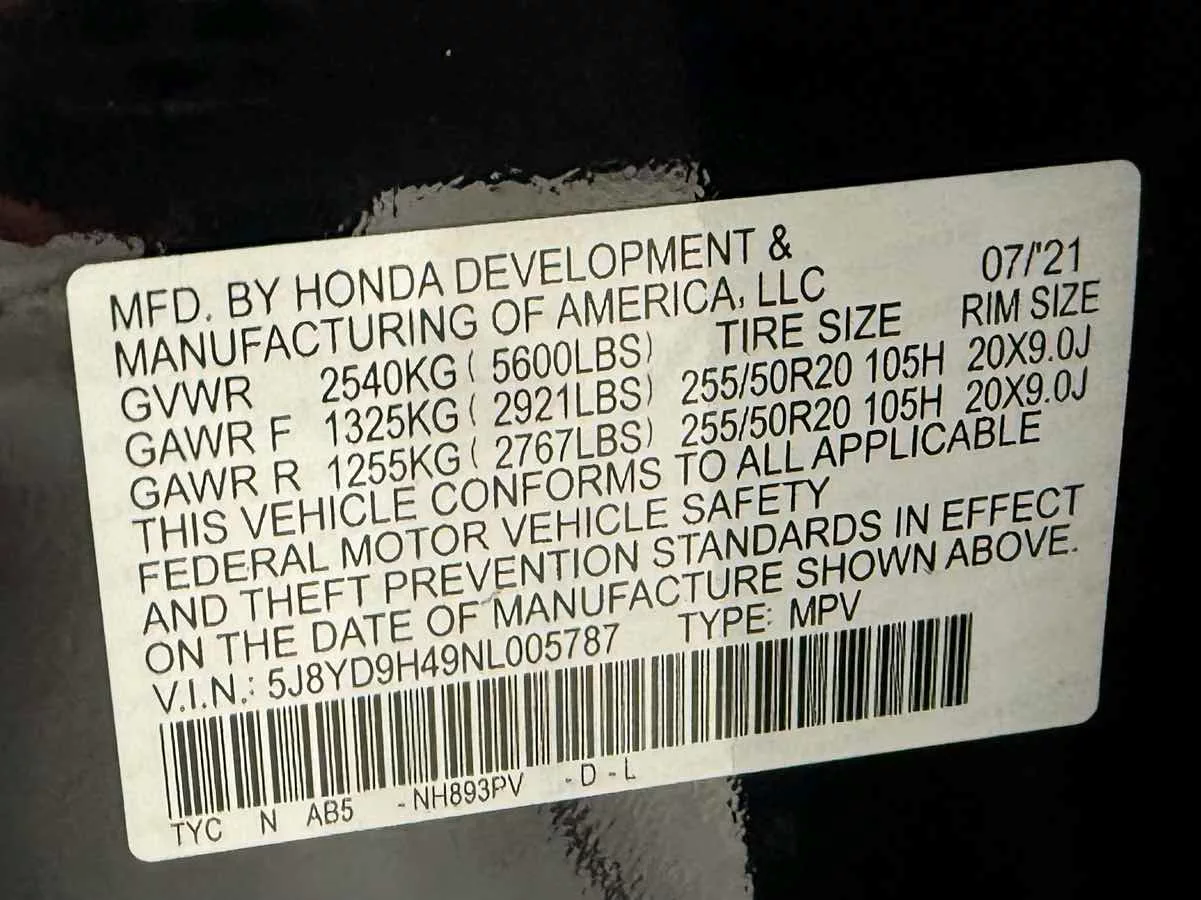 MFD. BY HONDA DEVELOPMENT & 07/'21
MANUFACTURING OF AMERICA, LLC
GVWR 2540KG ( 5600LBS) TIRE SIZE RIM SIZE
GAWR F 1325KG ( 2921LBS) 255/50R20 105H 20X9.0J
GAWR R 1255KG ( 2767LBS) 255/50R20 105H 20X9.0J
THIS VEHICLE CONFORMS TO ALL APPLICABLE
FEDERAL MOTOR VEHICLE SAFETY
AND THEFT PREVENTION STANDARDS IN EFFECT
ON THE DATE OF MANUFACTURE SHOWN ABOVE.
V.I.N.: 5J8YD9H49NL005787 TYPE: MPV
TYC N AB5 -NH893PV -D-L